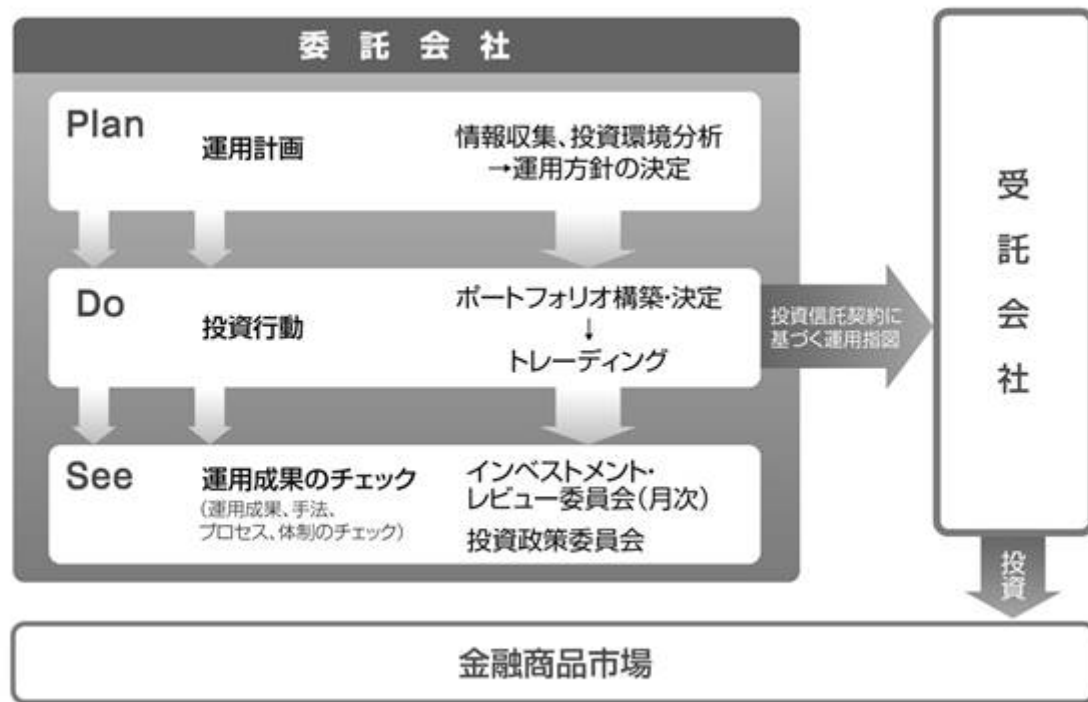 委託会社
Plan
運用計画
情報収集、投資環境分析
→運用方針の決定
Do
投資行動
ポートフォリオ構築・決定
↓
トレーディング
投資信託契約に
基づく運用指図
See
運用成果のチェック
(運用成果、手法、
プロセス、体制のチェック)
インベストメント・
レビュー委員会(月次)
投資政策委員会
受託会社
投資
金融商品市場